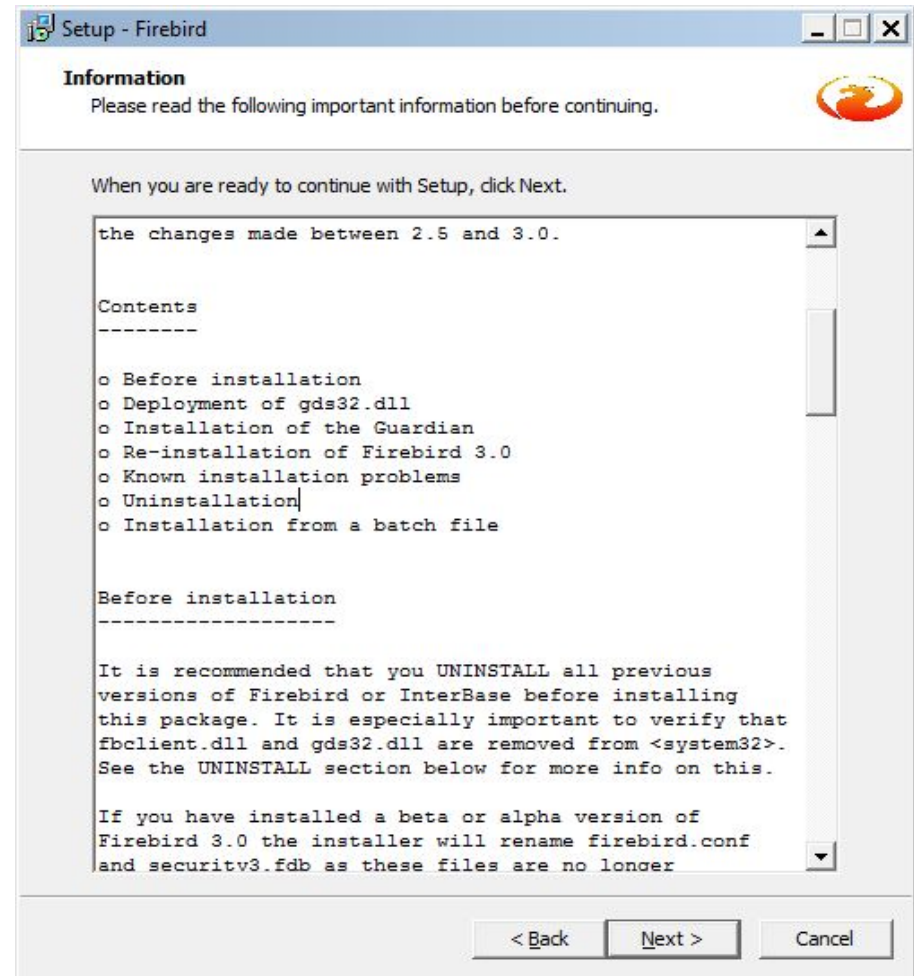 Setup - Firebird
Information
Please read the following important information before continuing.
When you are ready to continue with Setup, click Next.
the changes made between 2.5 and 3.0.
Contents
--------
o Before installation
o Deployment of gds32.dll
o Installation of the Guardian
o Re-installation of Firebird 3.0
o Known installation problems
o Uninstallation
o Installation from a batch file
Before installation
-------------------
It is recommended that you UNINSTALL all previous
versions of Firebird or InterBase before installing
this package. It is especially important to verify that
fbclient.dll and gds32.dll are removed from <system32>.
See the UNINSTALL section below for more info on this.
If you have installed a beta or alpha version of
Firebird 3.0 the installer will rename firebird.conf
and security3.fdb as these files are no longer
< Back Next > Cancel